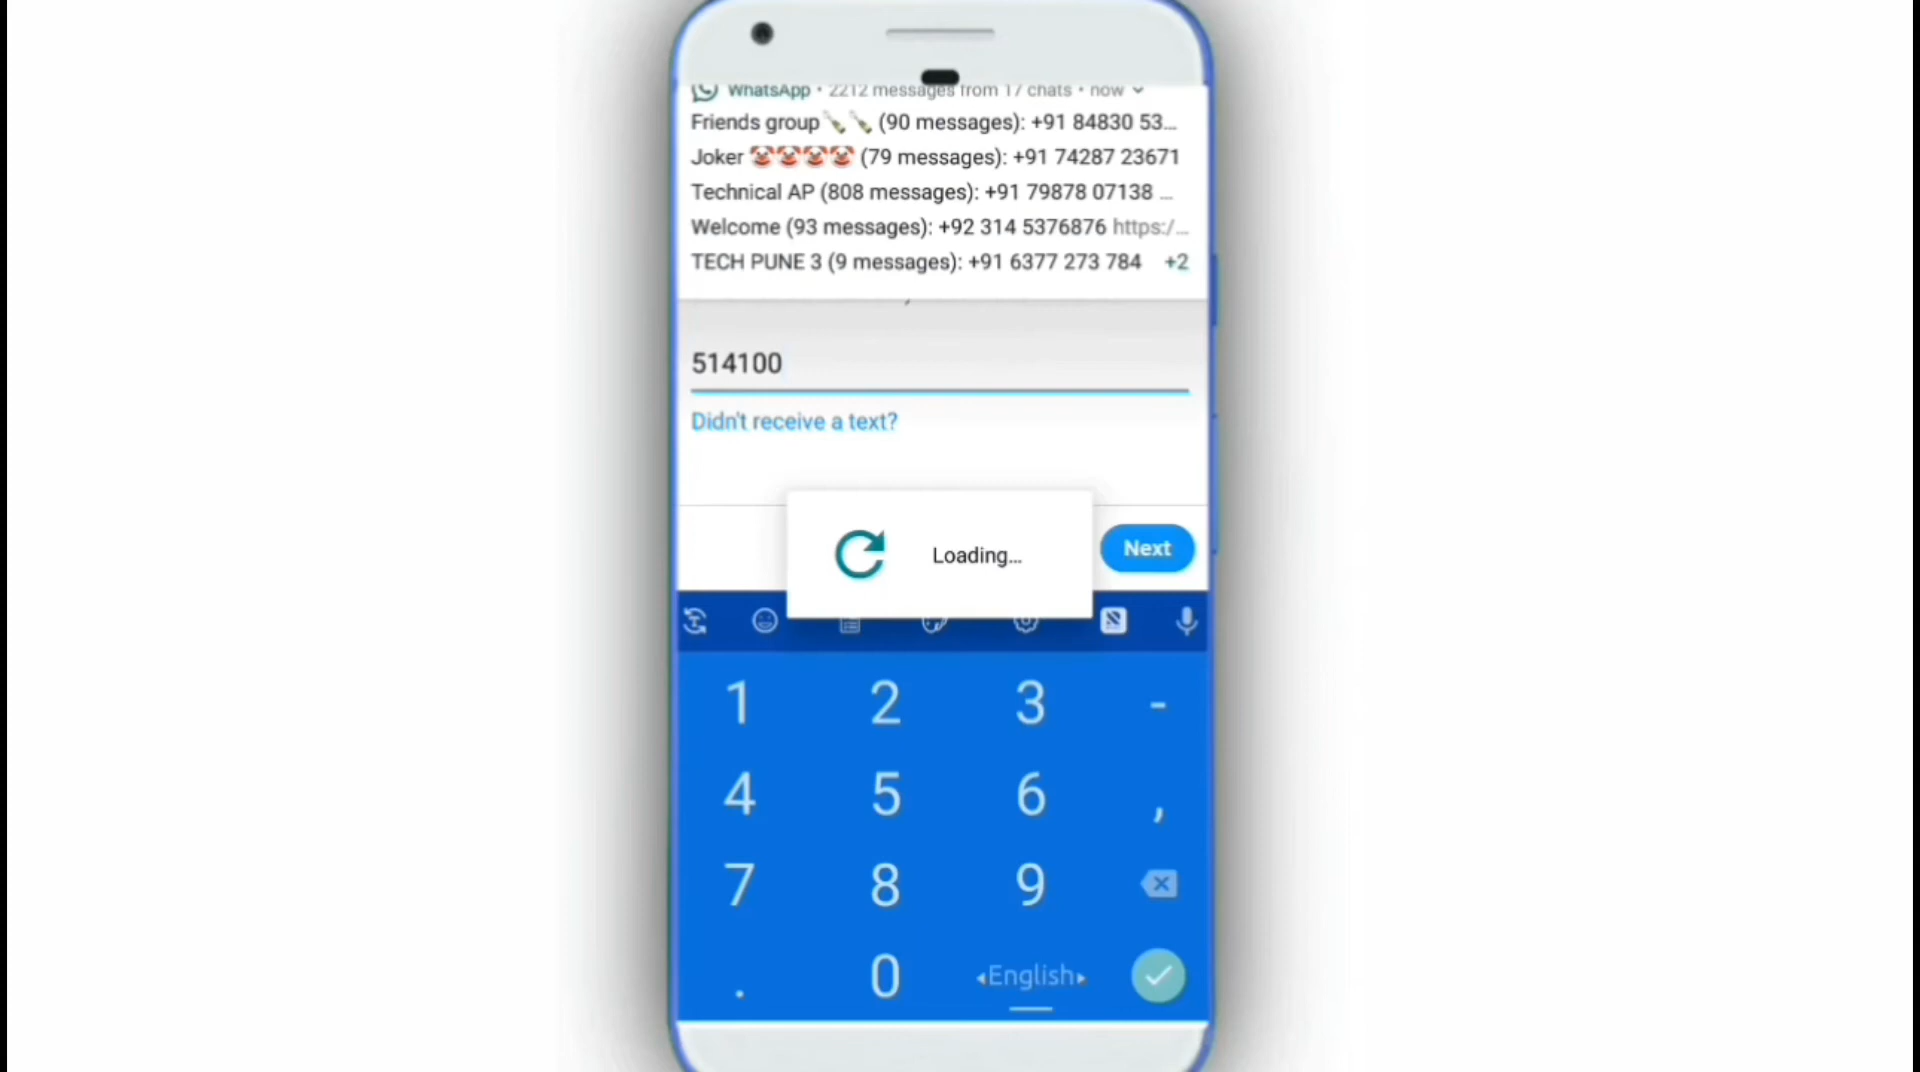 WhatsApp • 2212 messages from 17 chats • now
Friends group🍾🍾 (90 messages): +91 84830 53...
Joker 🤡🤡🤡🤡 (79 messages): +91 74287 23671
Technical AP (808 messages): +91 79878 07138 ...
Welcome (93 messages): +92 314 5376876 https:/...
TECH PUNE 3 (9 messages): +91 6377 273 784 +2
514100
Didn't receive a text?
Loading...
Next
1 2 3 -
4 5 6 ,
7 8 9
. 0 English